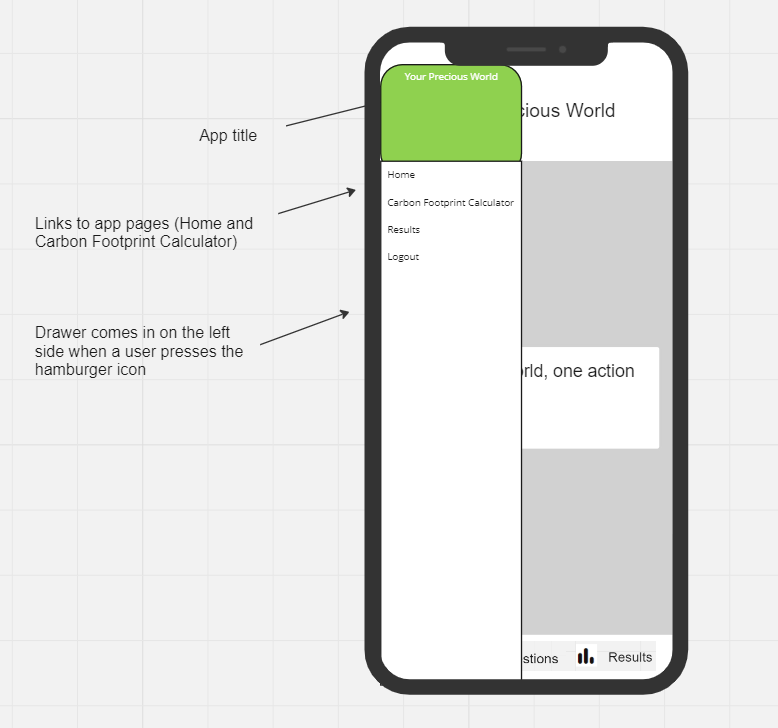 Your Precious World
cious World
App title
Home
Links to app pages (Home and
Carbon Footprint Calculator)
Carbon Footprint Calculator
Results
Logout
Drawer comes in on the left
side when a user presses the
hamburger icon
rld, one action
stions
Results